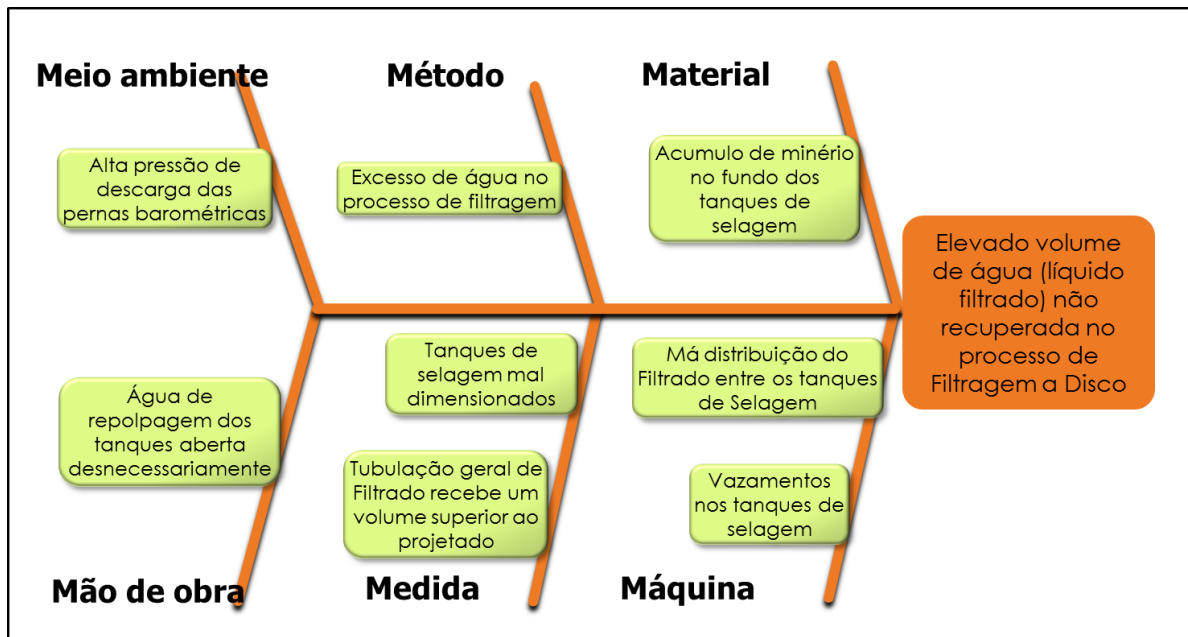 Meio ambiente
Método
Material
Alta pressão de
descarga das
pernas barométricas
Excesso de água no
processo de filtragem
Acumulo de minério
no fundo dos
tanques de
selagem
Elevado volume
de água (líquido
filtrado) não
recuperada no
processo de
Filtragem a Disco
Água de
repolpagem dos
tanques aberta
desnecessariamente
Tanques de
selagem mal
dimensionados
Tubulação geral de
Filtrado recebe um
volume superior ao
projetado
Má distribuição do
Filtrado entre os tanques
de Selagem
Vazamentos
nos tanques de
selagem
Mão de obra
Medida
Máquina